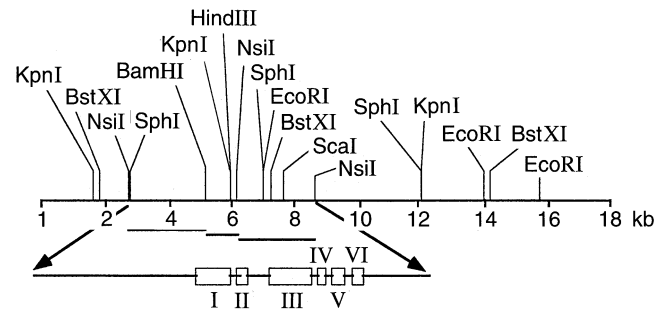 HindIII
KpnI NsiI
BamHI SphI
KpnI EcoRI
BstXI BstXI
NsiI SphI ScaI
NsiI
SphI KpnI
EcoRI BstXI
EcoRI
1 2 4 6 8 10 12 14 16 18 kb
IV VI
I II III V